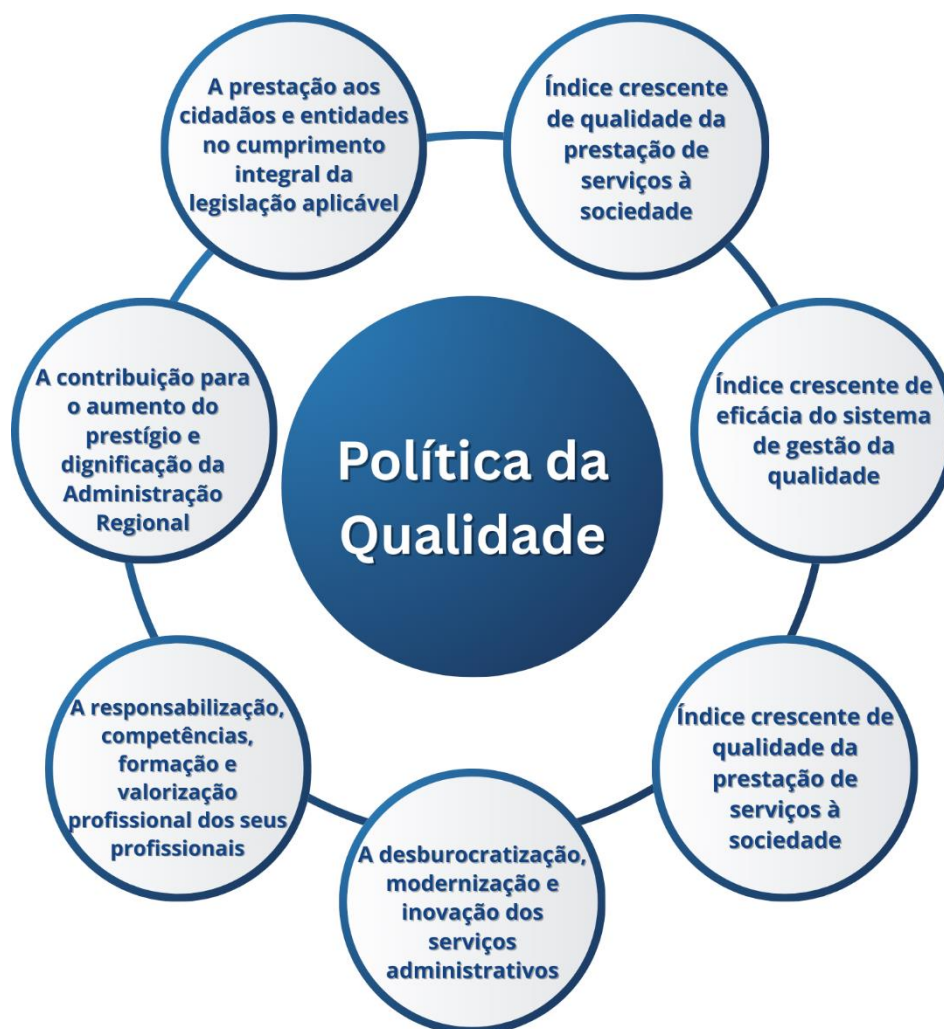 A prestação aos
cidadãos e entidades
no cumprimento
integral da
legislação aplicável
Índice crescente
de qualidade da
prestação de
serviços à
sociedade
A contribuição para
o aumento do
prestígio e
dignificação da
Administração
Regional
Política da
Qualidade
Índice crescente de
eficácia do sistema
de gestão da
qualidade
A responsabilização,
competências,
formação e
valorização
profissional dos seus
profissionais
Índice crescente de
qualidade da
prestação de
serviços à
sociedade
A desburocratização,
modernização e
inovação dos
serviços
administrativos